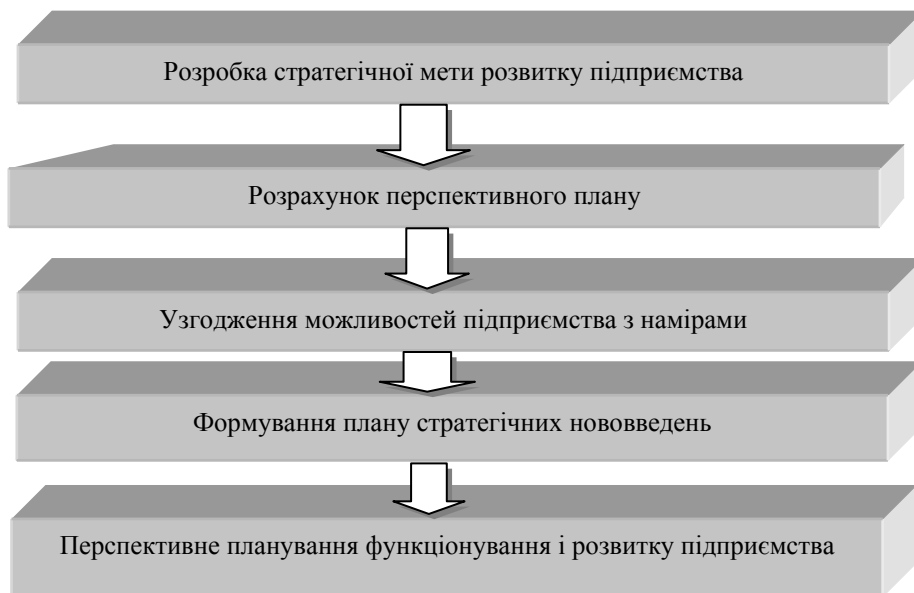 Розробка стратегічної мети розвитку підприємства
Розрахунок перспективного плану
Узгодження можливостей підприємства з намірами
Формування плану стратегічних нововведень
Перспективне планування функціонування і розвитку підприємства